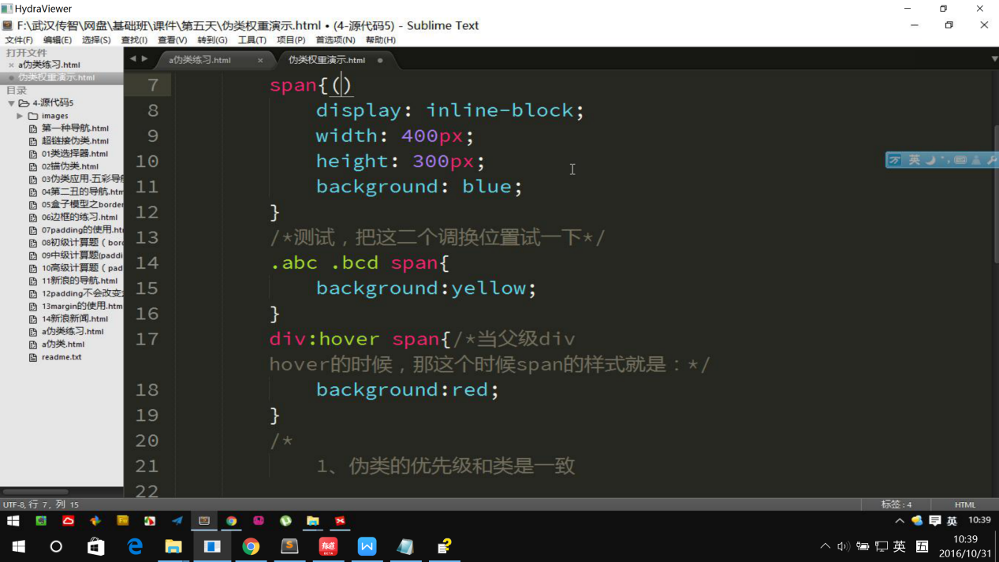 HydraViewer
F:\武汉传智\网盘\基础班\课件\第五天\伪类权重演示.html • (4-源代码5) - Sublime Text
文件(F) 编辑(E) 选择(S) 查找(I) 查看(V) 转到(G) 工具(T) 项目(P) 首选项(N) 帮助(H)
打开文件
a伪类练习.html
伪类权重演示.html
目录
4-源代码5
images
第一种导航.html
超链接伪类.html
01类选择器.html
02锚伪类.html
03伪类应用-五彩导
04第二丑的导航.htm
05盒子模型之border
06边框的练习.html
07padding的使用.ht
08初级计算题(bor
09中级计算题(paddi
10高级计算题(pad
11新浪的导航.html
12padding不会改变
13margin的使用.htm
14新浪新闻.html
a伪类练习.html
a伪类.html
readme.txt
a伪类练习.html × 伪类权重演示.html
7 span{()
8 display: inline-block;
9 width: 400px;
10 height: 300px;
11 background: blue;
12 }
13 /*测试，把这二个调换位置试一下*/
14 .abc .bcd span{
15 background:yellow;
16 }
17 div:hover span{/*当父级div
hover的时候，那这个时候span的样式就是：*/
18 background:red;
19 }
20 /*
21 1、伪类的优先级和类是一致
22
英
UTF-8, 行 7, 列 15 标签: 4 HTML
英 10:39
英 五 10:39
2016/10/31